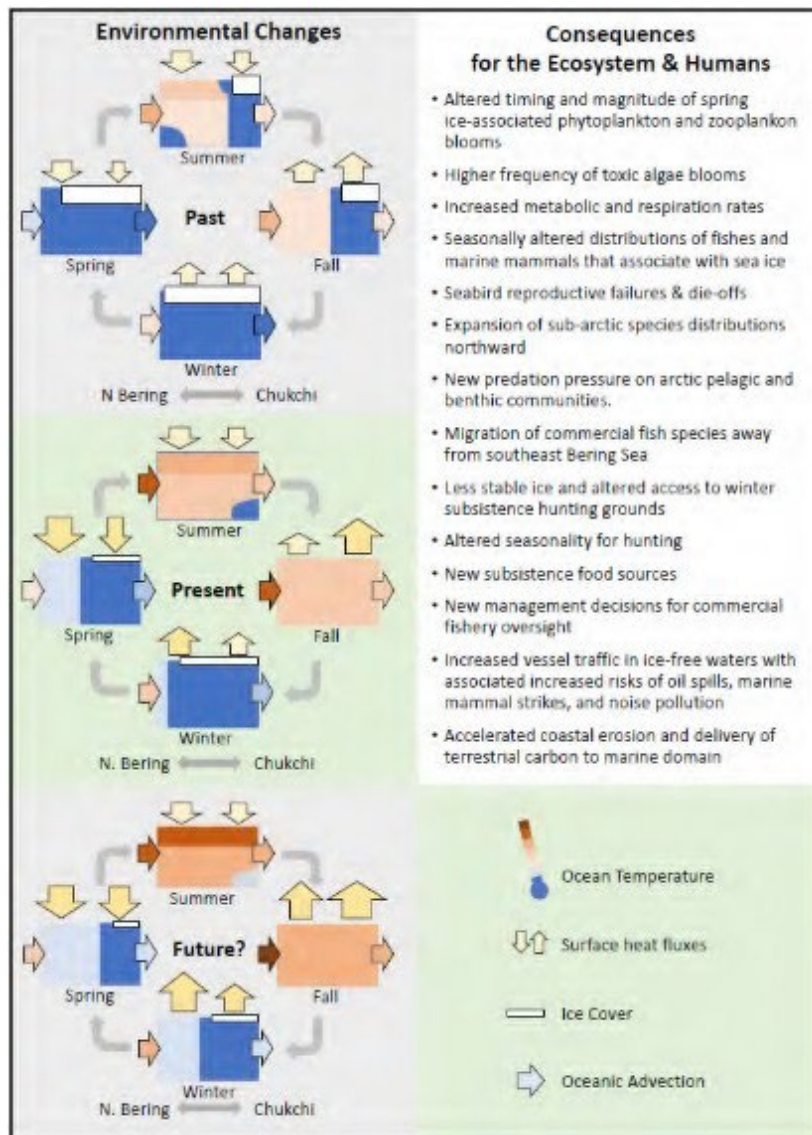 Environmental Changes
Summer
Past
Spring
Fall
Winter
N Bering
Chukchi
Summer
Present
Spring
Fall
Winter
N. Bering
Chukchi
Summer
Future?
Spring
Fall
Winter
N. Bering
Chukchi
Consequences
for the Ecosystem & Humans
• Altered timing and magnitude of spring
ice-associated phytoplankton and zooplankon
blooms
• Higher frequency of toxic algae blooms
• Increased metabolic and respiration rates
• Seasonally altered distributions of fishes and
marine mammals that associate with sea ice
• Seabird reproductive failures & die-offs
• Expansion of sub-arctic species distributions
northward
• New predation pressure on arctic pelagic and
benthic communities.
• Migration of commercial fish species away
from southeast Bering Sea
• Less stable ice and altered access to winter
subsistence hunting grounds
• Altered seasonality for hunting
• New subsistence food sources
• New management decisions for commercial
fishery oversight
• Increased vessel traffic in ice-free waters with
associated increased risks of oil spills, marine
mammal strikes, and noise pollution
• Accelerated coastal erosion and delivery of
terrestrial carbon to marine domain
Ocean Temperature
Surface heat fluxes
Ice Cover
Oceanic Advection